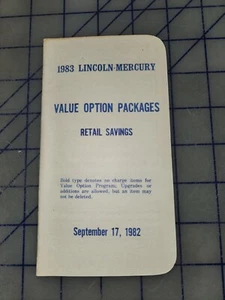 1983 LINCOLN-MERCURY
VALUE OPTION PACKAGES
RETAIL SAVINGS
Bold type denotes no charge items for
Value Option Program. Upgrades or
additions are allowed, but an item may
not be deleted.
September 17, 1982